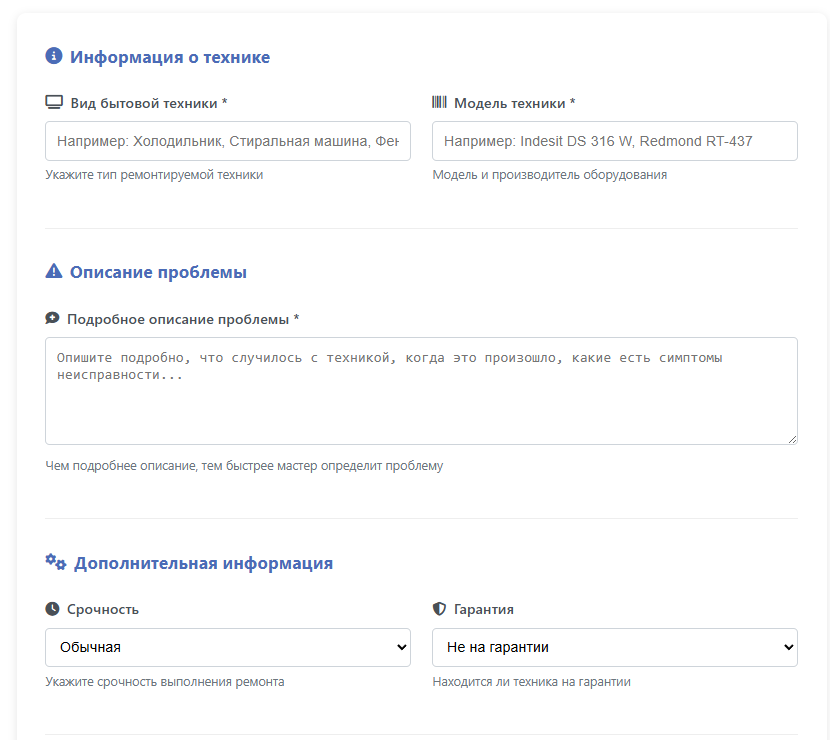 Информация о технике
Вид бытовой техники *
Модель техники *
Например: Холодильник, Стиральная машина, Фен
Например: Indesit DS 316 W, Redmond RT-437
Укажите тип ремонтируемой техники
Модель и производитель оборудования
Описание проблемы
Подробное описание проблемы *
Опишите подробно, что случилось с техникой, когда это произошло, какие есть симптомы
неисправности...
Чем подробнее описание, тем быстрее мастер определит проблему
Дополнительная информация
Срочность
Гарантия
Обычная
Не на гарантии
Укажите срочность выполнения ремонта
Находится ли техника на гарантии